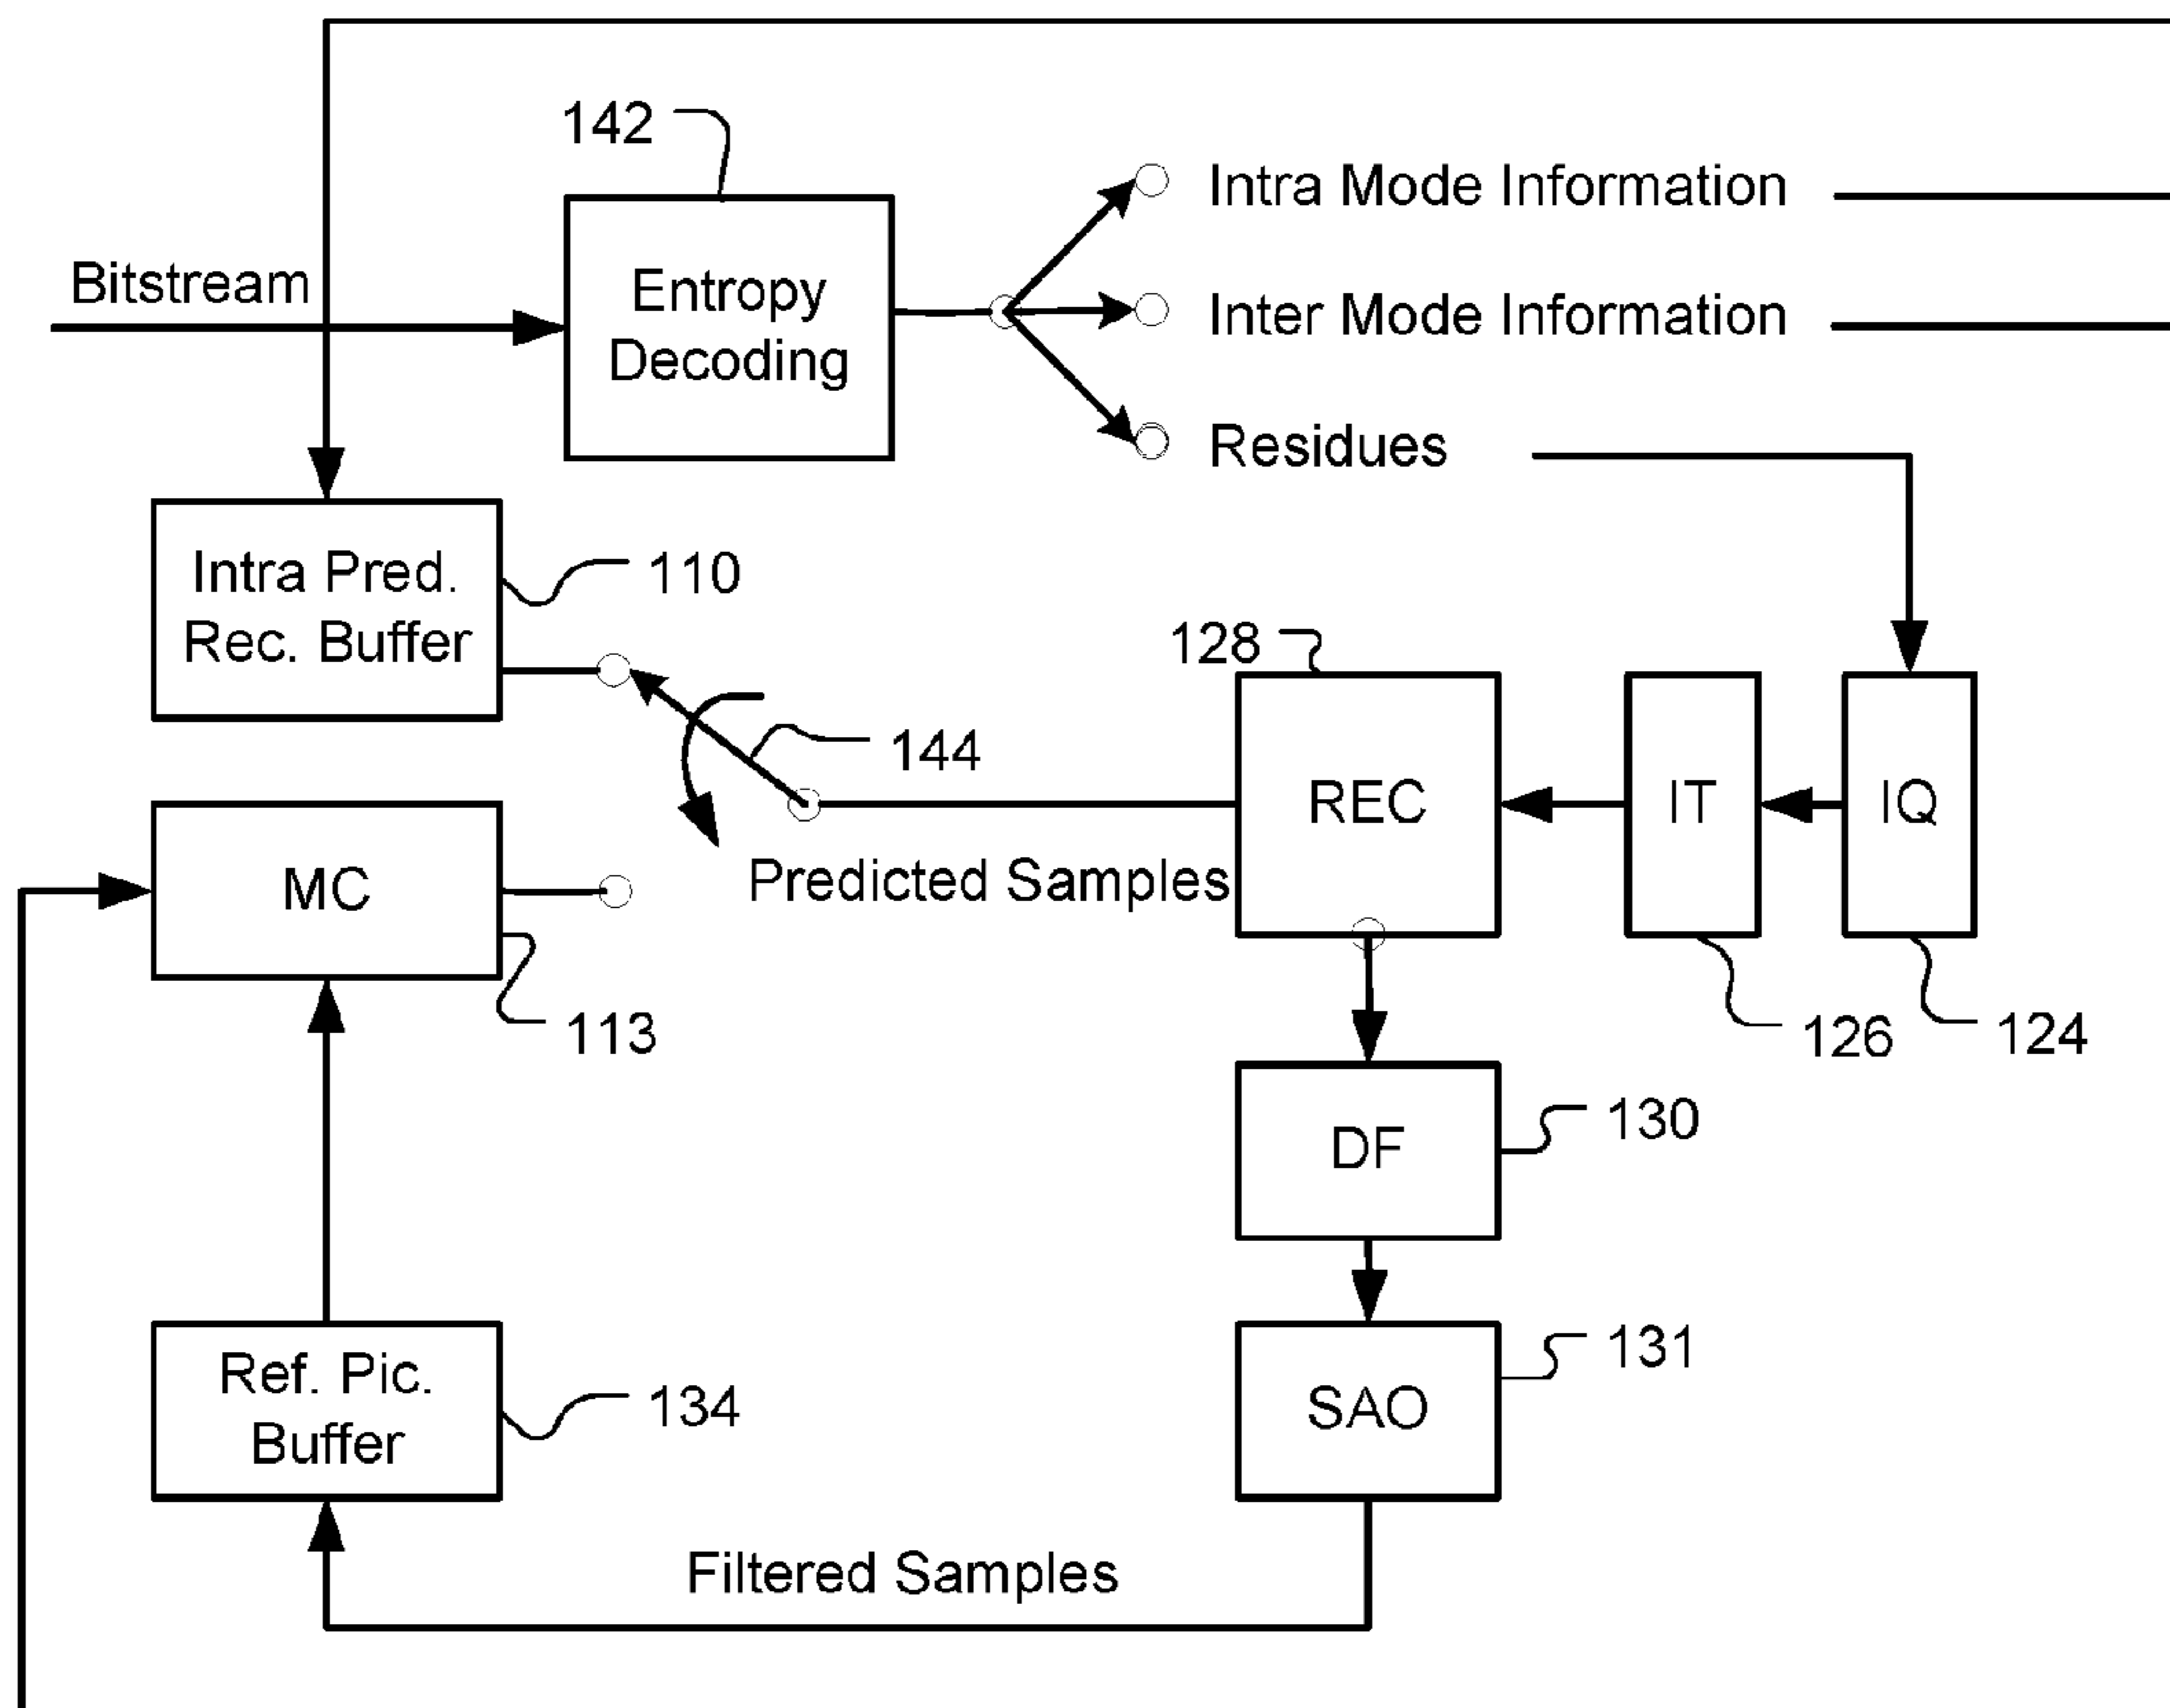 142
Intra Mode Information
Bitstream
Entropy
Decoding
Inter Mode Information
Residues
Intra Pred.
Rec. Buffer
110
128
144
REC
IT
IQ
MC
Predicted Samples
113
126
124
DF
130
Ref. Pic.
Buffer
134
SAO
131
Filtered Samples